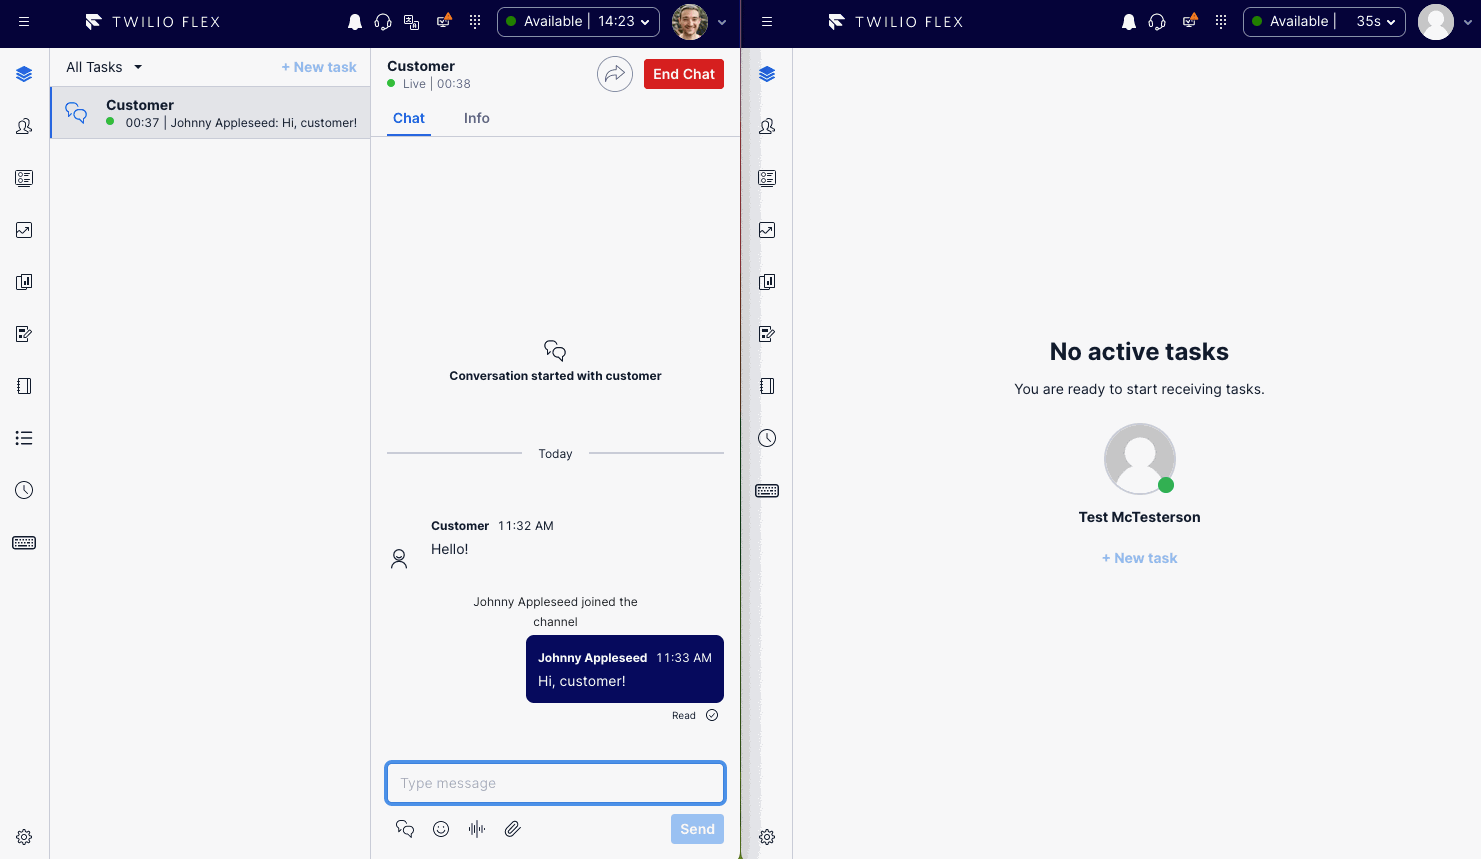 TWILIO FLEX
Available | 14:23
All Tasks
+ New task
Customer
00:37 | Johnny Appleseed: Hi, customer!
Customer
Live | 00:38
End Chat
Chat Info
Conversation started with customer
Today
Customer 11:32 AM
Hello!
Johnny Appleseed joined the
channel
Johnny Appleseed 11:33 AM
Hi, customer!
Read
Type message
Send
TWILIO FLEX
Available | 35s
No active tasks
You are ready to start receiving tasks.
Test McTesterson
+ New task